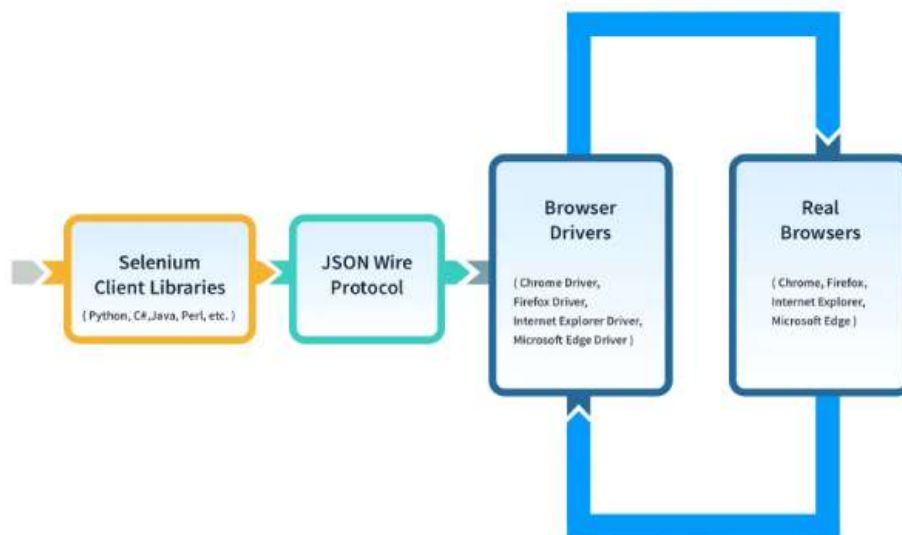 Selenium
Client Libraries
( Python, C#,Java, Perl, etc. )
JSON Wire
Protocol
Browser
Drivers
( Chrome Driver,
Firefox Driver,
Internet Explorer Driver,
Microsoft Edge Driver )
Real
Browsers
( Chrome, Firefox,
Internet Explorer,
Microsoft Edge )